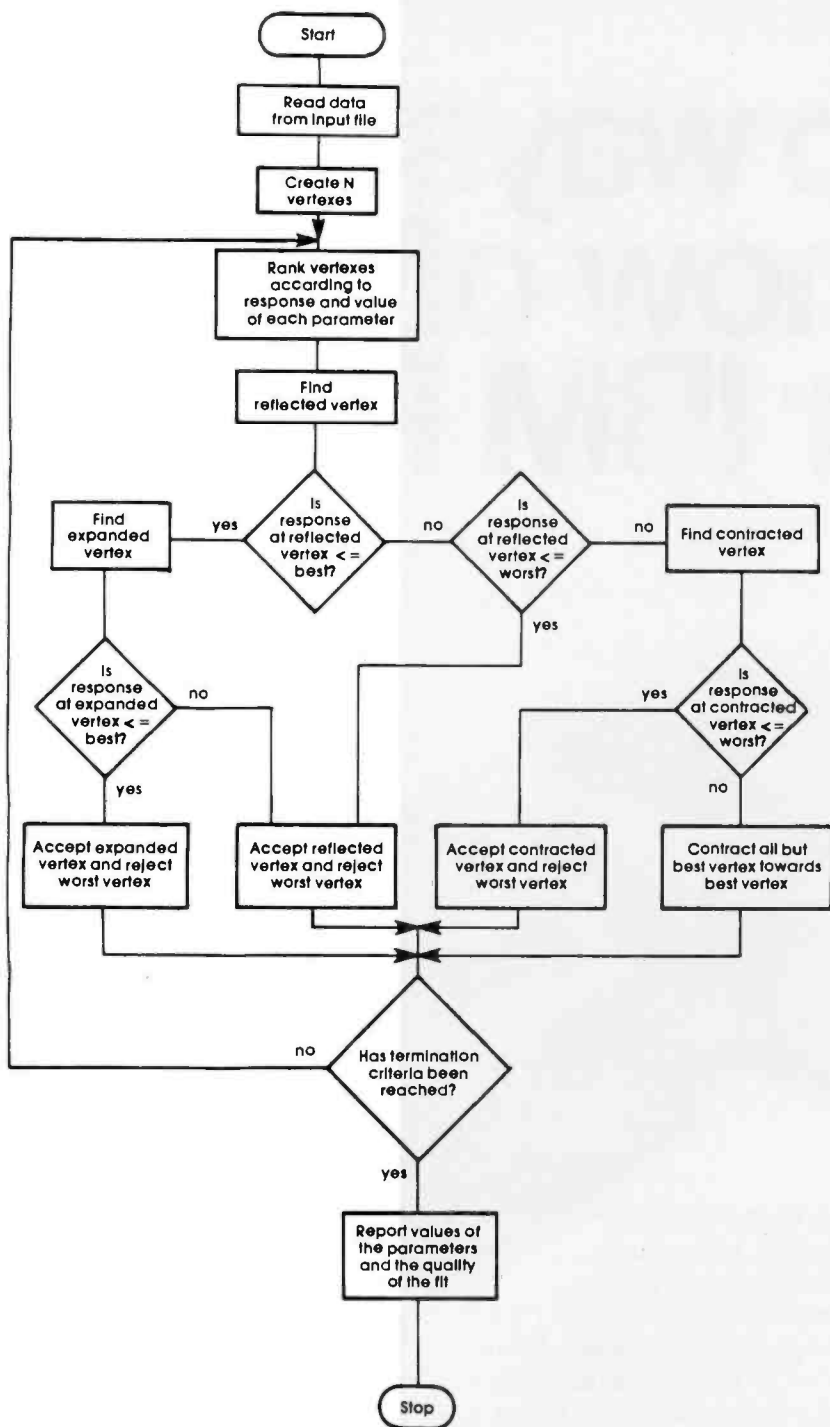 Start
Read data
from input file
Create N
vertexes
Rank vertexes
according to
response and value
of each parameter
Find
reflected vertex
Find
expanded
vertex
yes
Is
response
at reflected
vertex <=
best?
no
Is
response
at reflected
vertex <=
worst?
no
Find contracted
vertex
yes
Is
response
at expanded
vertex <=
best?
no
yes
Is
response
at contracted
vertex <=
worst?
yes
no
Accept expanded
vertex and reject
worst vertex
Accept reflected
vertex and reject
worst vertex
Accept contracted
vertex and reject
worst vertex
Contract all but
best vertex towards
best vertex
no
Has termination
criteria been
reached?
yes
Report values of
the parameters
and the quality
of the fit
Stop